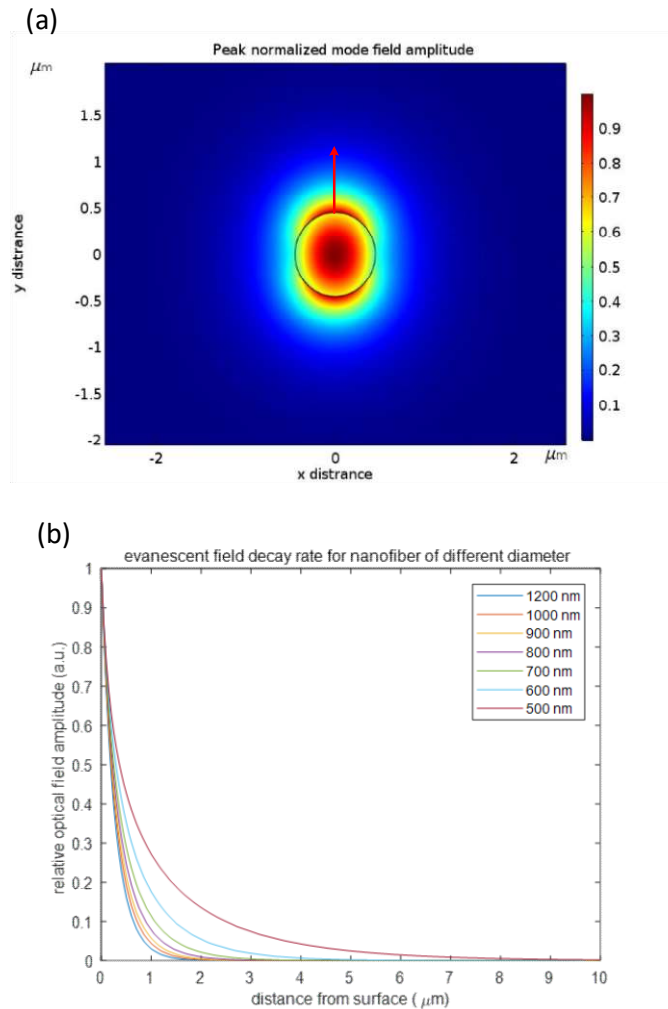 (a)
Peak normalized mode field amplitude
μm
1.5
1
0.5
0
-0.5
-1
-1.5
-2
y distrance
-2
0
2
μm
x distrance
0.9
0.8
0.7
0.6
0.5
0.4
0.3
0.2
0.1
(b)
evanescent field decay rate for nanofiber of different diameter
1
0.9
0.8
0.7
0.6
0.5
0.4
0.3
0.2
0.1
0
relative optical field amplitude (a.u.)
1200 nm
1000 nm
900 nm
800 nm
700 nm
600 nm
500 nm
0 1 2 3 4 5 6 7 8 9 10
distance from surface ( μm)